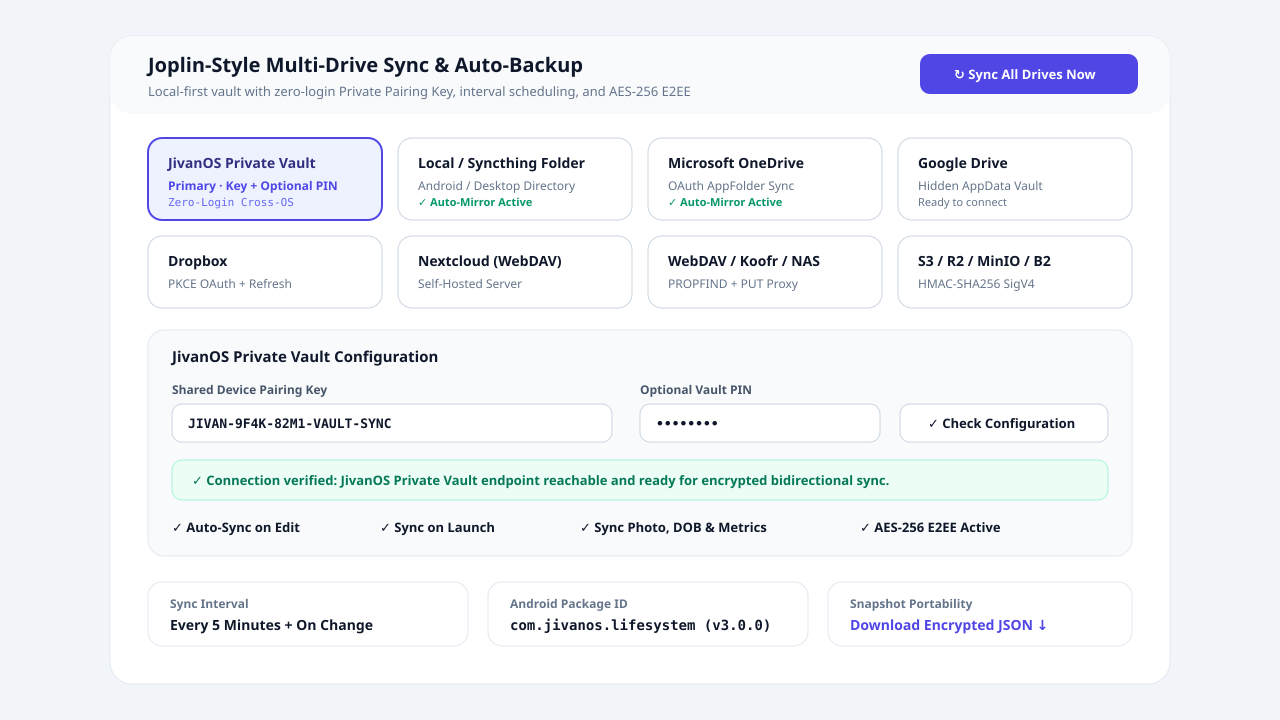 Joplin-Style Multi-Drive Sync & Auto-Backup
Local-first vault with zero-login Private Pairing Key, interval scheduling, and AES-256 E2EE
↻ Sync All Drives Now
JivanOS Private Vault
Primary · Key + Optional PIN
Zero-Login Cross-OS
Local / Syncthing Folder
Android / Desktop Directory
✓ Auto-Mirror Active
Microsoft OneDrive
OAuth AppFolder Sync
✓ Auto-Mirror Active
Google Drive
Hidden AppData Vault
Ready to connect
Dropbox
PKCE OAuth + Refresh
Nextcloud (WebDAV)
Self-Hosted Server
WebDAV / Koofr / NAS
PROPFIND + PUT Proxy
S3 / R2 / MinIO / B2
HMAC-SHA256 SigV4
JivanOS Private Vault Configuration
Shared Device Pairing Key
JIVAN-9F4K-82M1-VAULT-SYNC
Optional Vault PIN
••••••••
✓ Check Configuration
✓ Connection verified: JivanOS Private Vault endpoint reachable and ready for encrypted bidirectional sync.
✓ Auto-Sync on Edit
✓ Sync on Launch
✓ Sync Photo, DOB & Metrics
✓ AES-256 E2EE Active
Sync Interval
Every 5 Minutes + On Change
Android Package ID
com.jivanos.lifesystem (v3.0.0)
Snapshot Portability
Download Encrypted JSON ↓